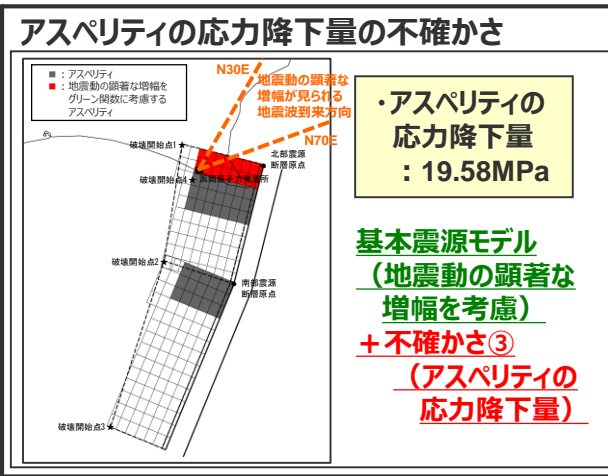 アスペリティの応力降下量の不確かさ
■：アスペリティ
■：地震動の顕著な増幅を
グリーン関数に考慮する
アスペリティ
N30E
地震動の顕著な
増幅が見られる
地震波到来方向
N70E
破壊開始点1★
北部震源
断層原点
破壊開始点4★
浜岡原子力発電所
破壊開始点2★
南部震源
断層原点
破壊開始点3★
・アスペリティの
応力降下量
：19.58MPa
基本震源モデル
（地震動の顕著な
増幅を考慮）
＋不確かさ③
（アスペリティの
応力降下量）